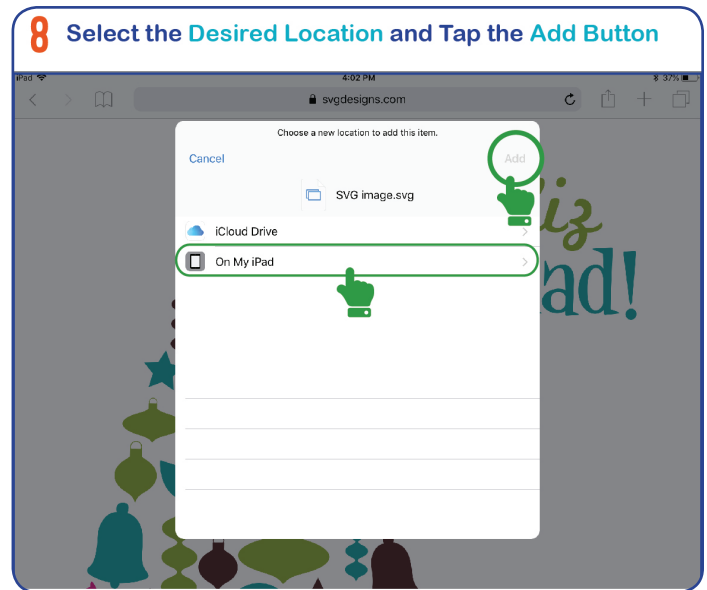 8 Select the Desired Location and Tap the Add Button
iPad 4:02 PM 37%
svgdesigns.com
Choose a new location to add this item.
Cancel Add
SVG image.svg
iCloud Drive
On My iPad
iz
ad!